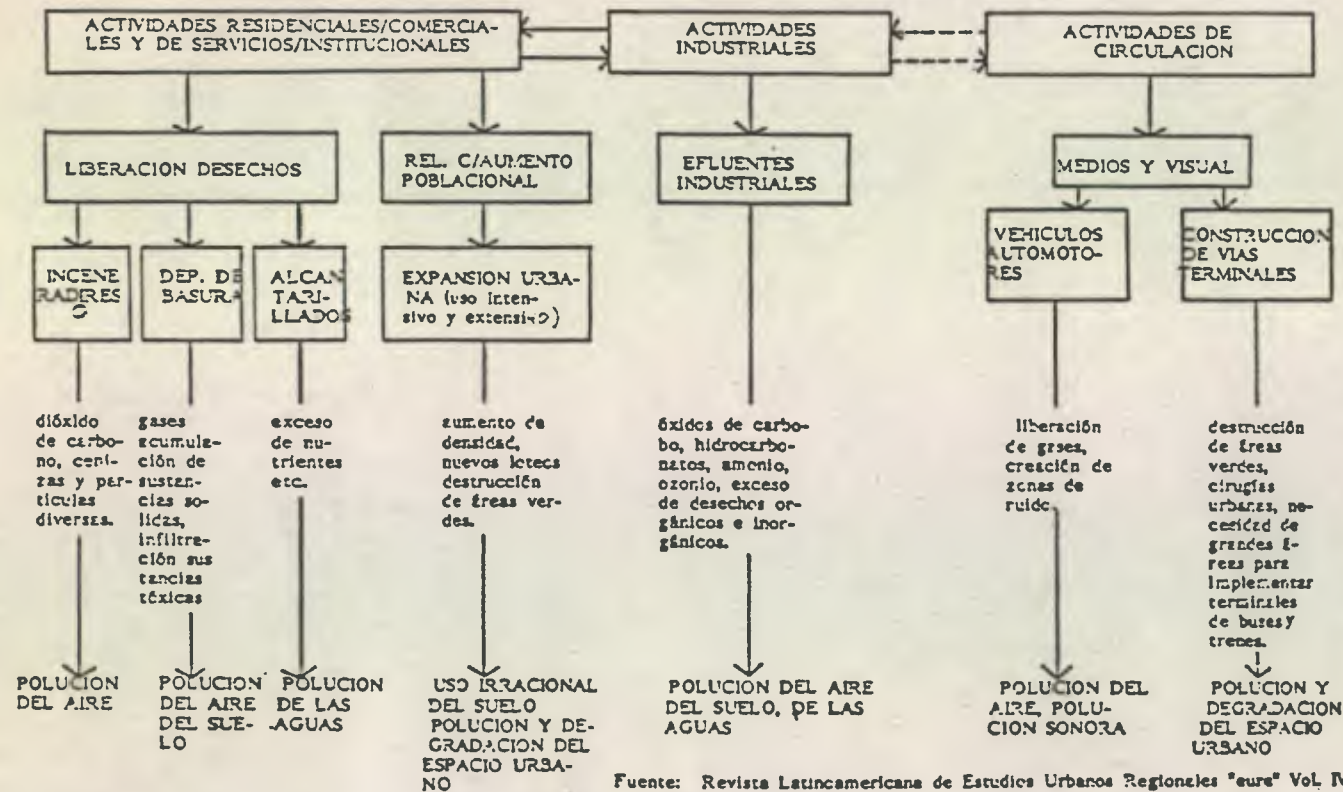 ACTIVIDADES RESIDENCIALES/COMERCIA-
LES Y DE SERVICIOS/INSTITUCIONALES
ACTIVIDADES
INDUSTRIALES
ACTIVIDADES DE
CIRCULACION
LIBERACION DESECHOS
REL. C/AUMENTO
POBLACIONAL
EFLUENTES
INDUSTRIALES
MEDIOS Y VISUAL
INCENE
RADIRES
O
DEP. DE
BASURA
ALCAN
TARI-
LLADOS
EXPANSION URBA-
NA (uso inten-
sivo y extensivo)
VEHICULOS
AUTOMOTO-
RES
CONSTRUCCION
DE VIAS
TERMINALES
dióxido
de carbo-
no, ceni-
zas y par-
tículas
diversas.
gases
acumula-
ción de
sustan-
cias so-
lidas,
infiltra-
ción sus
tancias
tóxicas
exceso
de nu-
trientes
etc.
aumento de
densidad,
nuevos loteos
destrucción
de áreas ver-
des.
óxidos de carbo-
bo, hidrocarbo-
natos, amonio,
ozonio, exceso
de desechos or-
gánicos e inor-
gánicos.
liberación
de gases,
creación de
zonas de
ruido.
destrucción
de áreas
verdes,
cirugías
urbanas, ne-
cesidad de
grandes á-
reas para
implementar
terminales
de buses y
trenes.
POLUCION
DEL AIRE
POLUCION
DEL AIRE
DEL SUE-
LO
POLUCION
DE LAS
AGUAS
USO IRRACIONAL
DEL SUELO
POLUCION Y DE-
GRADACION DEL
ESPACIO URBA-
NO
POLUCION DEL AIRE
DEL SUELO, DE LAS
AGUAS
POLUCION DEL
AIRE, POLU-
CION SONORA
POLUCION Y
DEGRADACION
DEL ESPACIO
URBANO
Fuente: Revista Latinoamericana de Estudios Urbanos Regionales "eure" Vol. IV